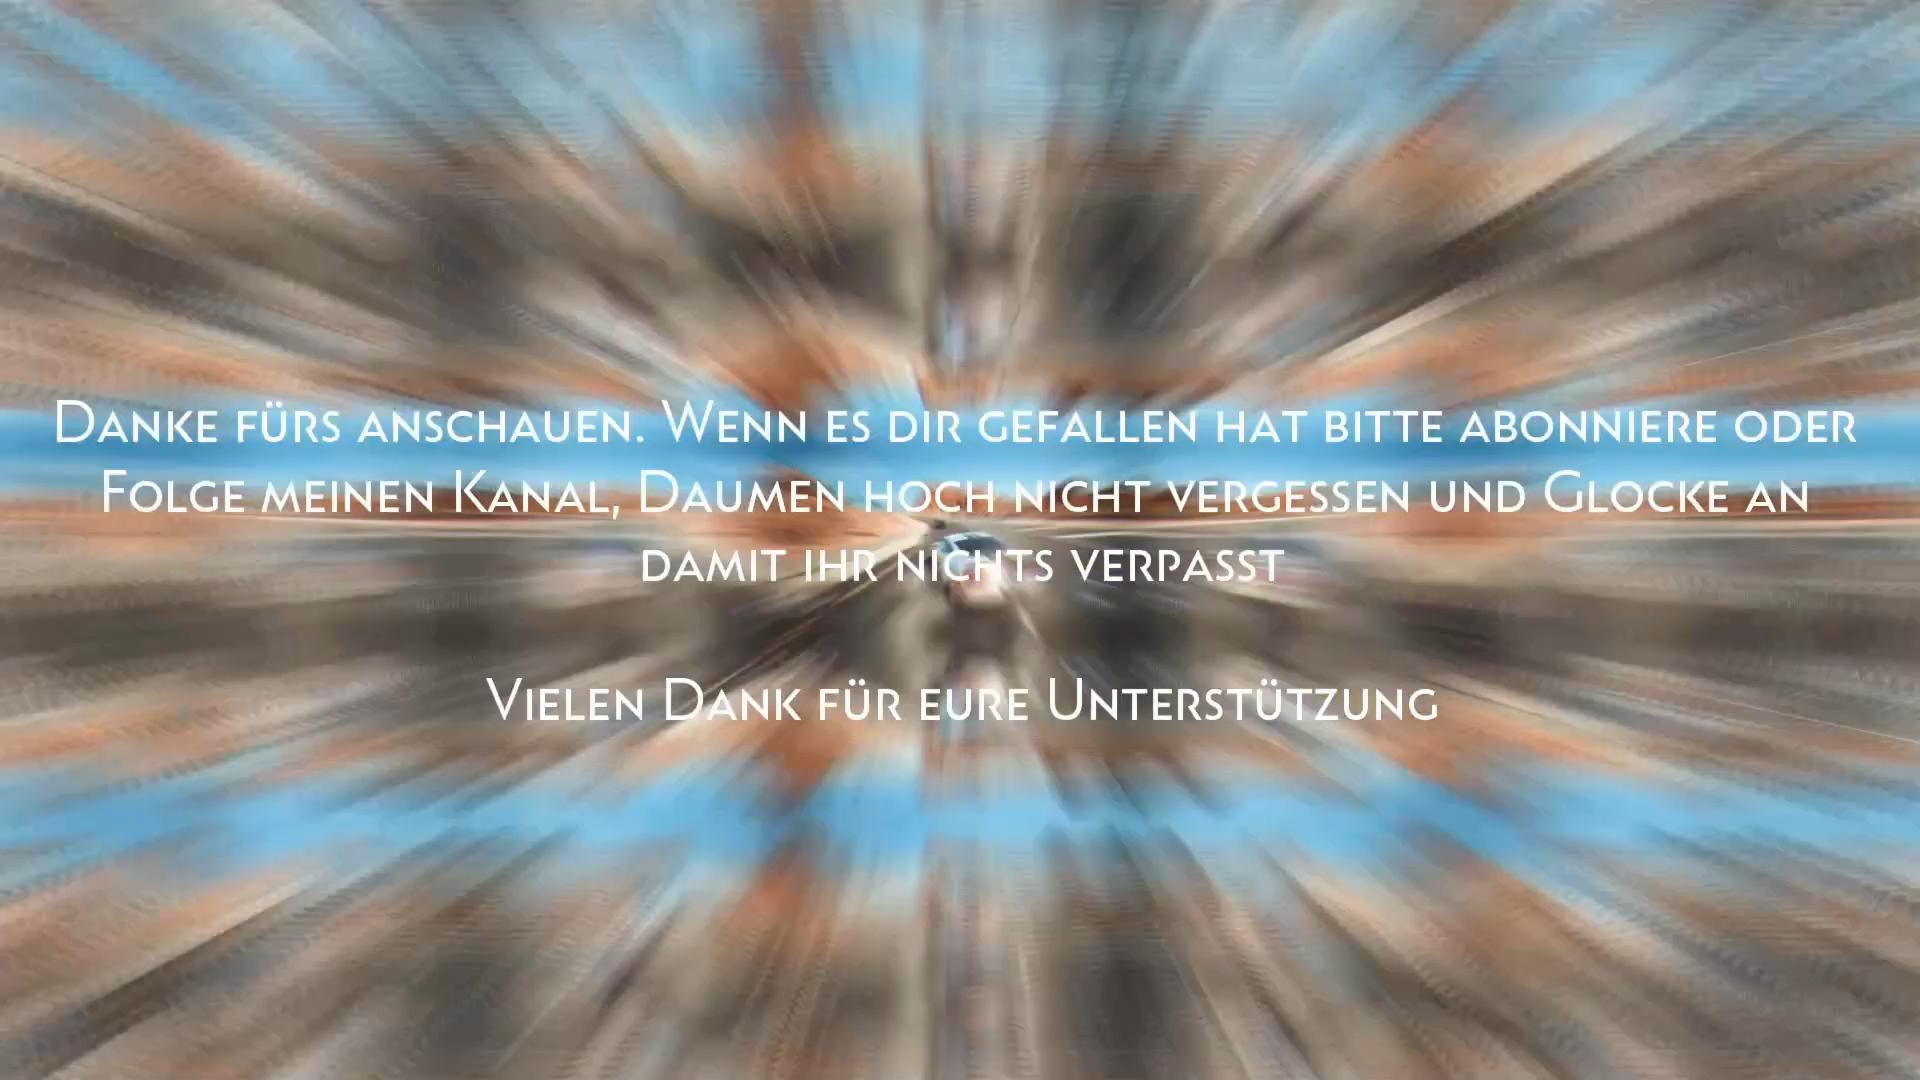 Danke fürs anschauen. Wenn es dir gefallen hat bitte abonniere oder
Folge meinen Kanal, Daumen hoch nicht vergessen und Glocke an
damit ihr nichts verpasst
Vielen Dank für eure Unterstützung